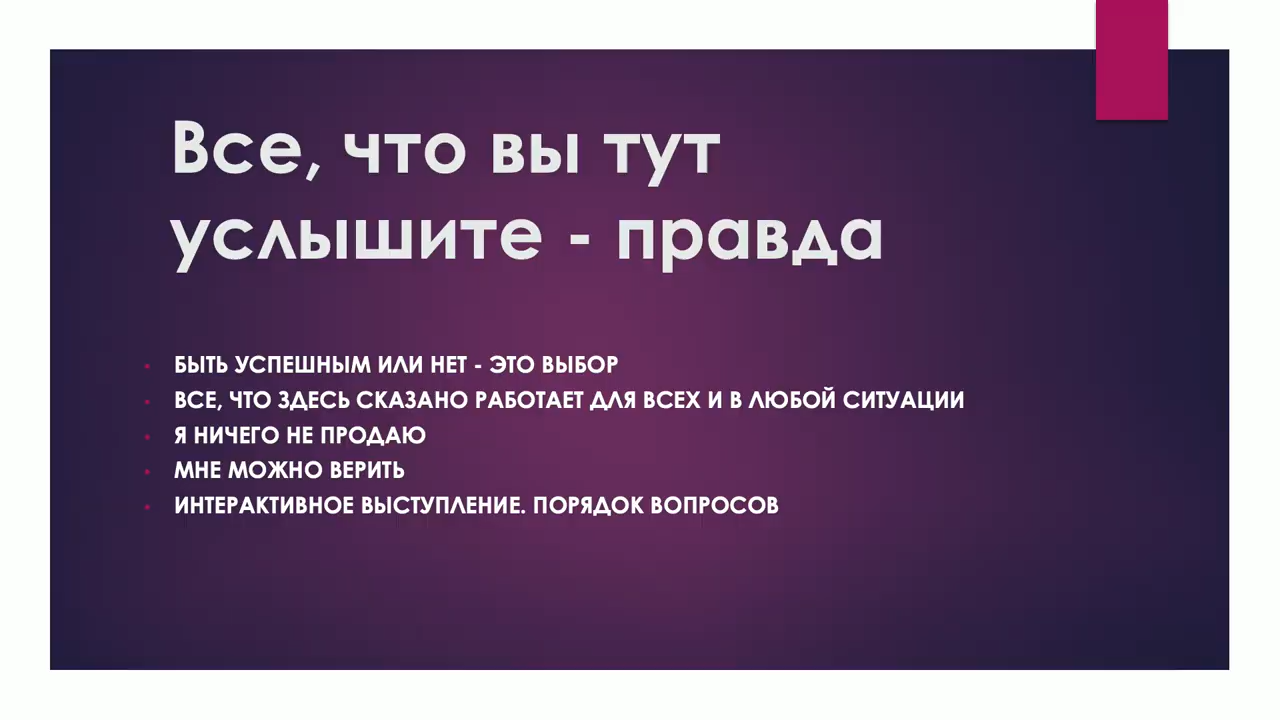 Все, что вы тут
услышите - правда
БЫТЬ УСПЕШНЫМ ИЛИ НЕТ - ЭТО ВЫБОР
ВСЕ, ЧТО ЗДЕСЬ СКАЗАНО РАБОТАЕТ ДЛЯ ВСЕХ И В ЛЮБОЙ СИТУАЦИИ
Я НИЧЕГО НЕ ПРОДАЮ
МНЕ МОЖНО ВЕРИТЬ
ИНТЕРАКТИВНОЕ ВЫСТУПЛЕНИЕ. ПОРЯДОК ВОПРОСОВ